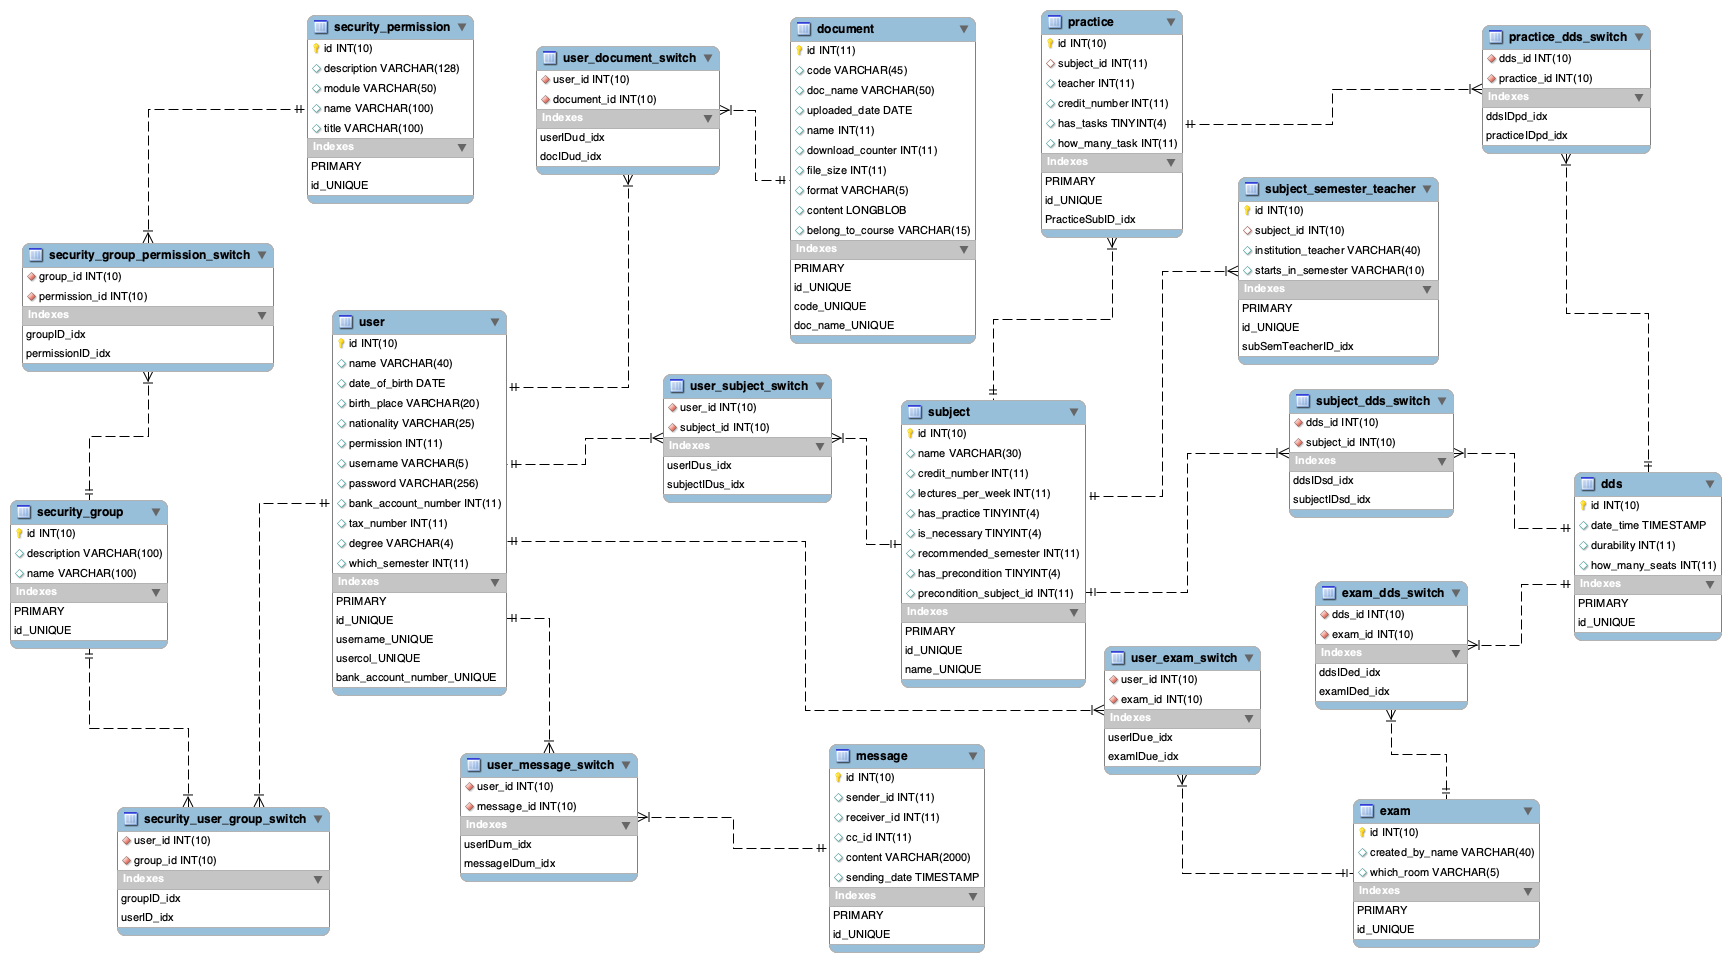 security_permission
id INT(10)
description VARCHAR(128)
module VARCHAR(50)
name VARCHAR(100)
title VARCHAR(100)
Indexes
PRIMARY
id_UNIQUE
user_document_switch
user_id INT(10)
document_id INT(10)
Indexes
userIDud_idx
docIDud_idx
document
id INT(11)
code VARCHAR(45)
doc_name VARCHAR(50)
uploaded_date DATE
name INT(11)
download_counter INT(11)
file_size INT(11)
format VARCHAR(5)
content LONGBLOB
belong_to_course VARCHAR(15)
Indexes
PRIMARY
id_UNIQUE
code_UNIQUE
doc_name_UNIQUE
practice
id INT(10)
subject_id INT(11)
teacher INT(11)
credit_number INT(11)
has_tasks TINYINT(4)
how_many_task INT(11)
Indexes
PRIMARY
id_UNIQUE
PracticeSubID_idx
practice_dds_switch
dds_id INT(10)
practice_id INT(10)
Indexes
ddsIDpd_idx
practiceIDpd_idx
subject_semester_teacher
id INT(10)
subject_id INT(10)
institution_teacher VARCHAR(40)
starts_in_semester VARCHAR(10)
Indexes
PRIMARY
id_UNIQUE
subSemTeacherID_idx
security_group_permission_switch
group_id INT(10)
permission_id INT(10)
Indexes
groupID_idx
permissionID_idx
user
id INT(10)
name VARCHAR(40)
date_of_birth DATE
birth_place VARCHAR(20)
nationality VARCHAR(25)
permission INT(11)
username VARCHAR(5)
password VARCHAR(256)
bank_account_number INT(11)
tax_number INT(11)
degree VARCHAR(4)
which_semester INT(11)
Indexes
PRIMARY
id_UNIQUE
username_UNIQUE
usercol_UNIQUE
bank_account_number_UNIQUE
user_subject_switch
user_id INT(10)
subject_id INT(10)
Indexes
userIDus_idx
subjectIDus_idx
subject
id INT(10)
name VARCHAR(30)
credit_number INT(11)
lectures_per_week INT(11)
has_practice TINYINT(4)
is_necessary TINYINT(4)
recommended_semester INT(11)
has_precondition TINYINT(4)
precondition_subject_id INT(11)
Indexes
PRIMARY
id_UNIQUE
name_UNIQUE
subject_dds_switch
dds_id INT(10)
subject_id INT(10)
Indexes
ddsIDsd_idx
subjectIDsd_idx
dds
id INT(10)
date_time TIMESTAMP
durability INT(11)
how_many_seats INT(11)
Indexes
PRIMARY
id_UNIQUE
security_group
id INT(10)
description VARCHAR(100)
name VARCHAR(100)
Indexes
PRIMARY
id_UNIQUE
exam_dds_switch
dds_id INT(10)
exam_id INT(10)
Indexes
ddsIDed_idx
examIDed_idx
user_exam_switch
user_id INT(10)
exam_id INT(10)
Indexes
userIDue_idx
examIDue_idx
user_message_switch
user_id INT(10)
message_id INT(10)
Indexes
userIDum_idx
messageIDum_idx
message
id INT(10)
sender_id INT(11)
receiver_id INT(11)
cc_id INT(11)
content VARCHAR(2000)
sending_date TIMESTAMP
Indexes
PRIMARY
id_UNIQUE
security_user_group_switch
user_id INT(10)
group_id INT(10)
Indexes
groupID_idx
userID_idx
exam
id INT(10)
created_by_name VARCHAR(40)
which_room VARCHAR(5)
Indexes
PRIMARY
id_UNIQUE